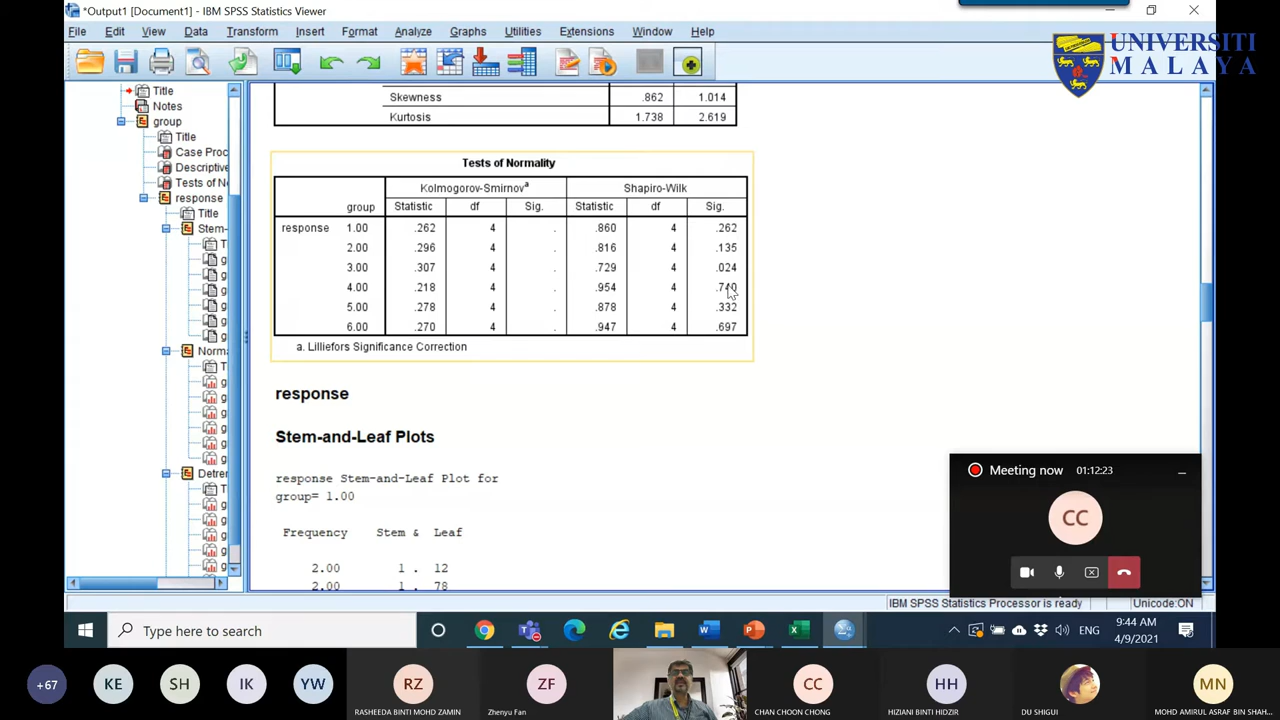 *Output1 [Document1] - IBM SPSS Statistics Viewer
File Edit View Data Transform Insert Format Analyze Graphs Utilities Extensions Window Help
UNIVERSITI
MALAYA
Title
Notes
group
Title
Case Proc
Descriptive
Tests of N
response
Title
Stem-
T
g
g
g
g
g
g
Norma
T
g
g
g
g
g
g
Detren
T
g
g
g
g
g
Skewness .862 1.014
Kurtosis 1.738 2.619
Tests of Normality
Kolmogorov-Smirnovª Shapiro-Wilk
group Statistic df Sig. Statistic df Sig.
response 1.00 .262 4 . .860 4 .262
2.00 .296 4 . .816 4 .135
3.00 .307 4 . .729 4 .024
4.00 .218 4 . .954 4 .740
5.00 .278 4 . .878 4 .332
6.00 .270 4 . .947 4 .697
a. Lilliefors Significance Correction
response
Stem-and-Leaf Plots
response Stem-and-Leaf Plot for
group= 1.00
Frequency Stem & Leaf
2.00 1 . 12
2.00 1 . 78
Meeting now 01:12:23
CC
IBM SPSS Statistics Processor is ready Unicode:ON
Type here to search
ENG
9:44 AM
4/9/2021
+67 KE SH IK YW RZ ZF CC HH MN
RASHEEDA BINTI MOHD ZAMIN Zhenyu Fan CHAN CHOON CHONG HIZIANI BINTI HIDZIR DU SHIGUI MOHD AMIRUL ASRAF BIN SHAH...